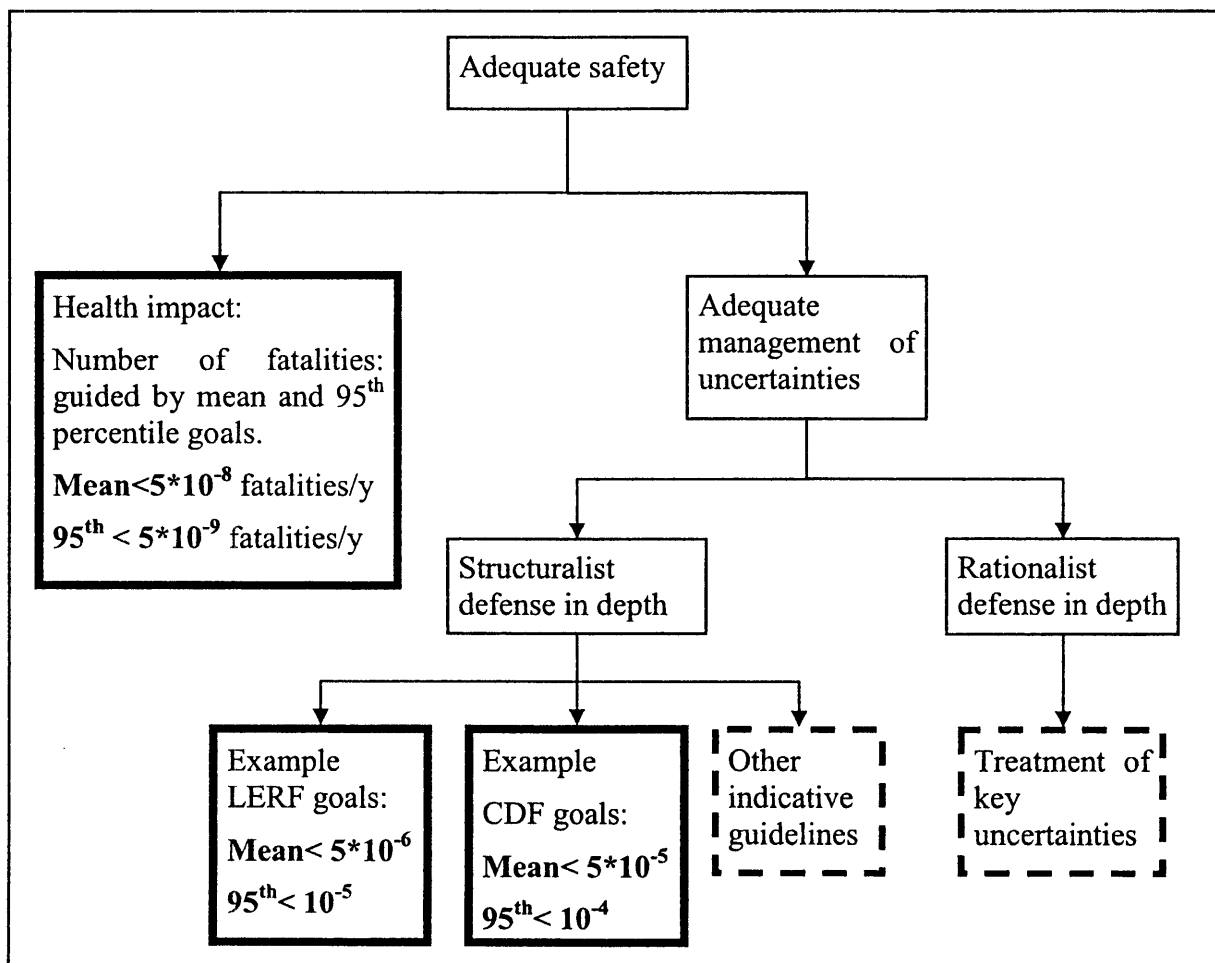 Adequate safety
Health impact:
Number of fatalities:
guided by mean and 95th
percentile goals.
Mean<5*10-8 fatalities/y
95th < 5*10-9 fatalities/y
Adequate
management of
uncertainties
Structuralist
defense in depth
Rationalist
defense in depth
Example
LERF goals:
Mean< 5*10-6
95th< 10-5
Example
CDF goals:
Mean< 5*10-5
95th< 10-4
Other
indicative
guidelines
Treatment of
key
uncertainties